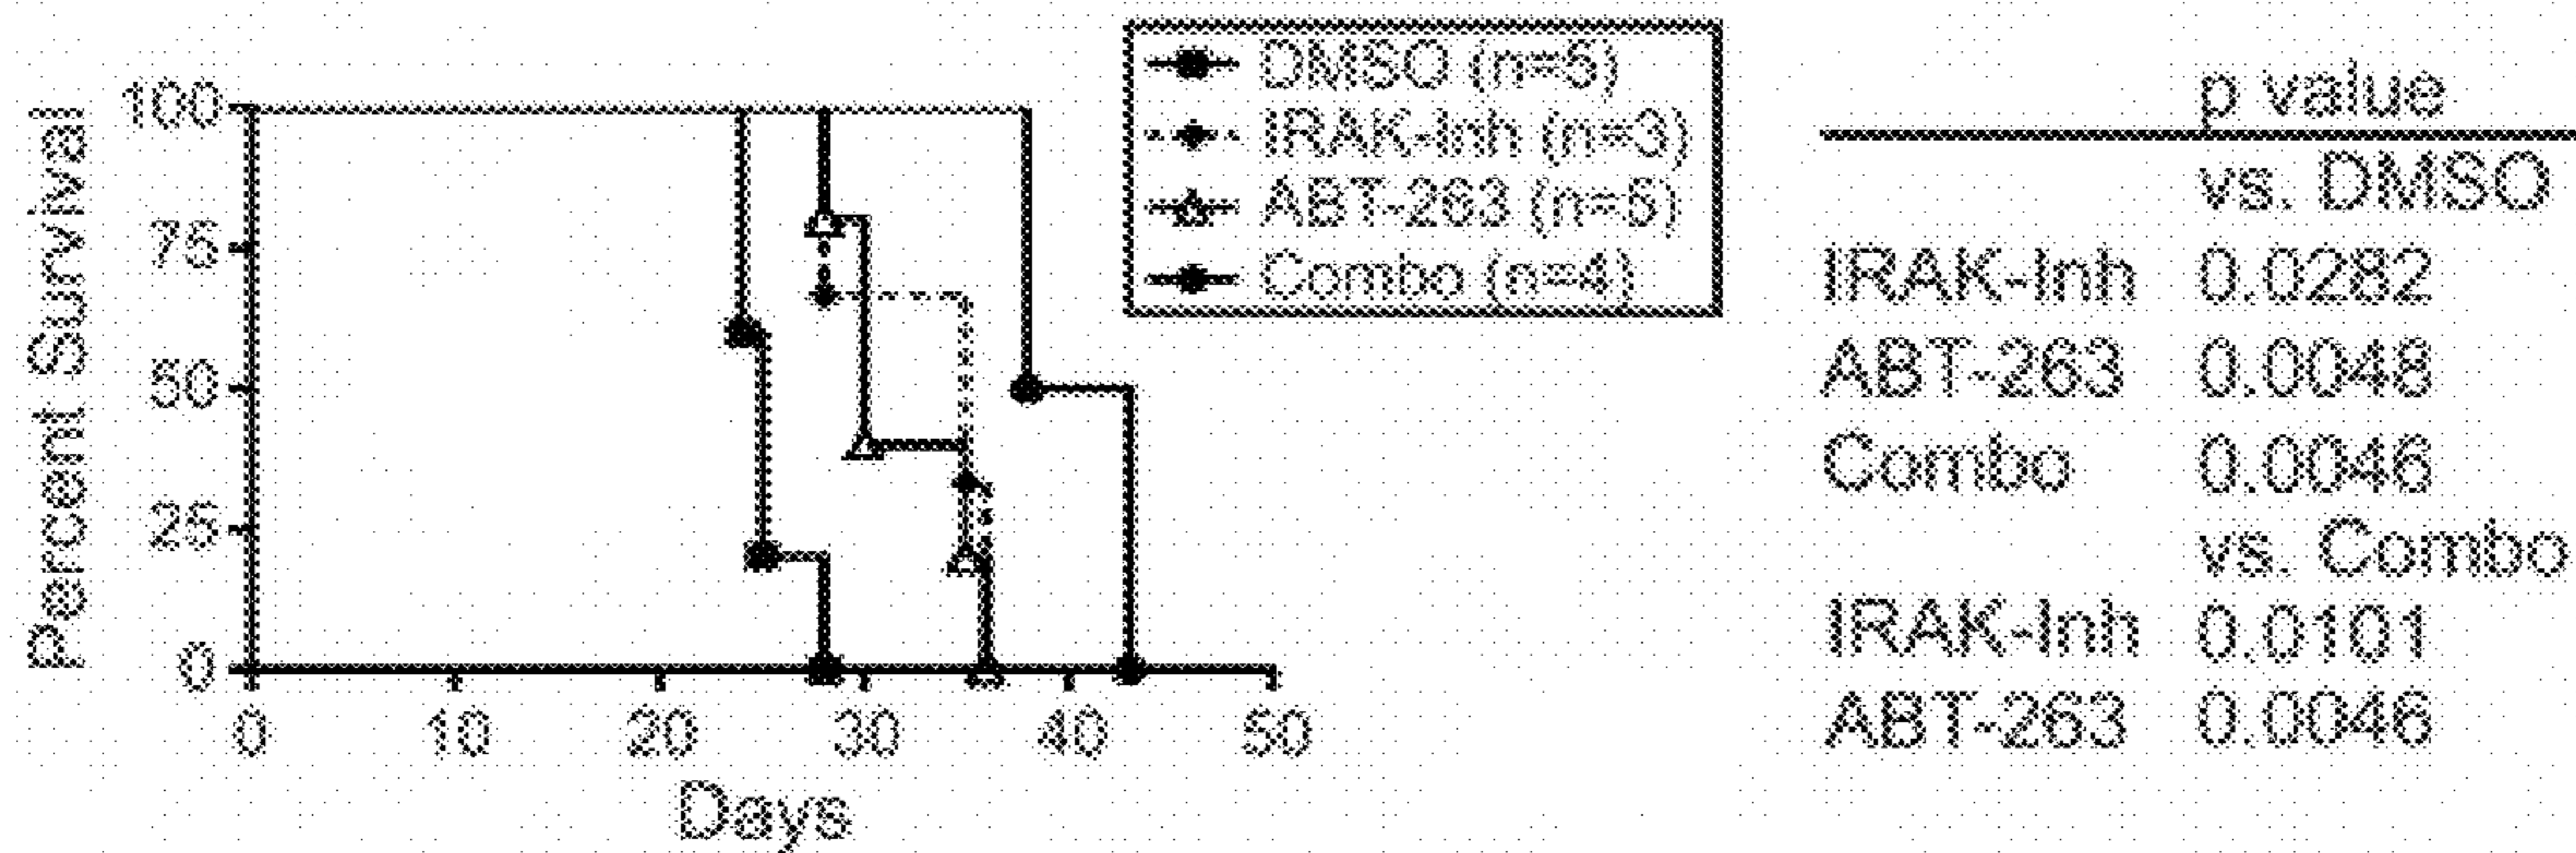 Percent Survival
100
75
50
25
0
0 10 20 30 40 50
Days
DMSO (n=5)
IRAK-Inh (n=3)
ABT-263 (n=5)
Combo (n=4)
p value
vs. DMSO
IRAK-Inh 0.0282
ABT-263 0.0048
Combo 0.0046
vs. Combo
IRAK-Inh 0.0101
ABT-263 0.0046